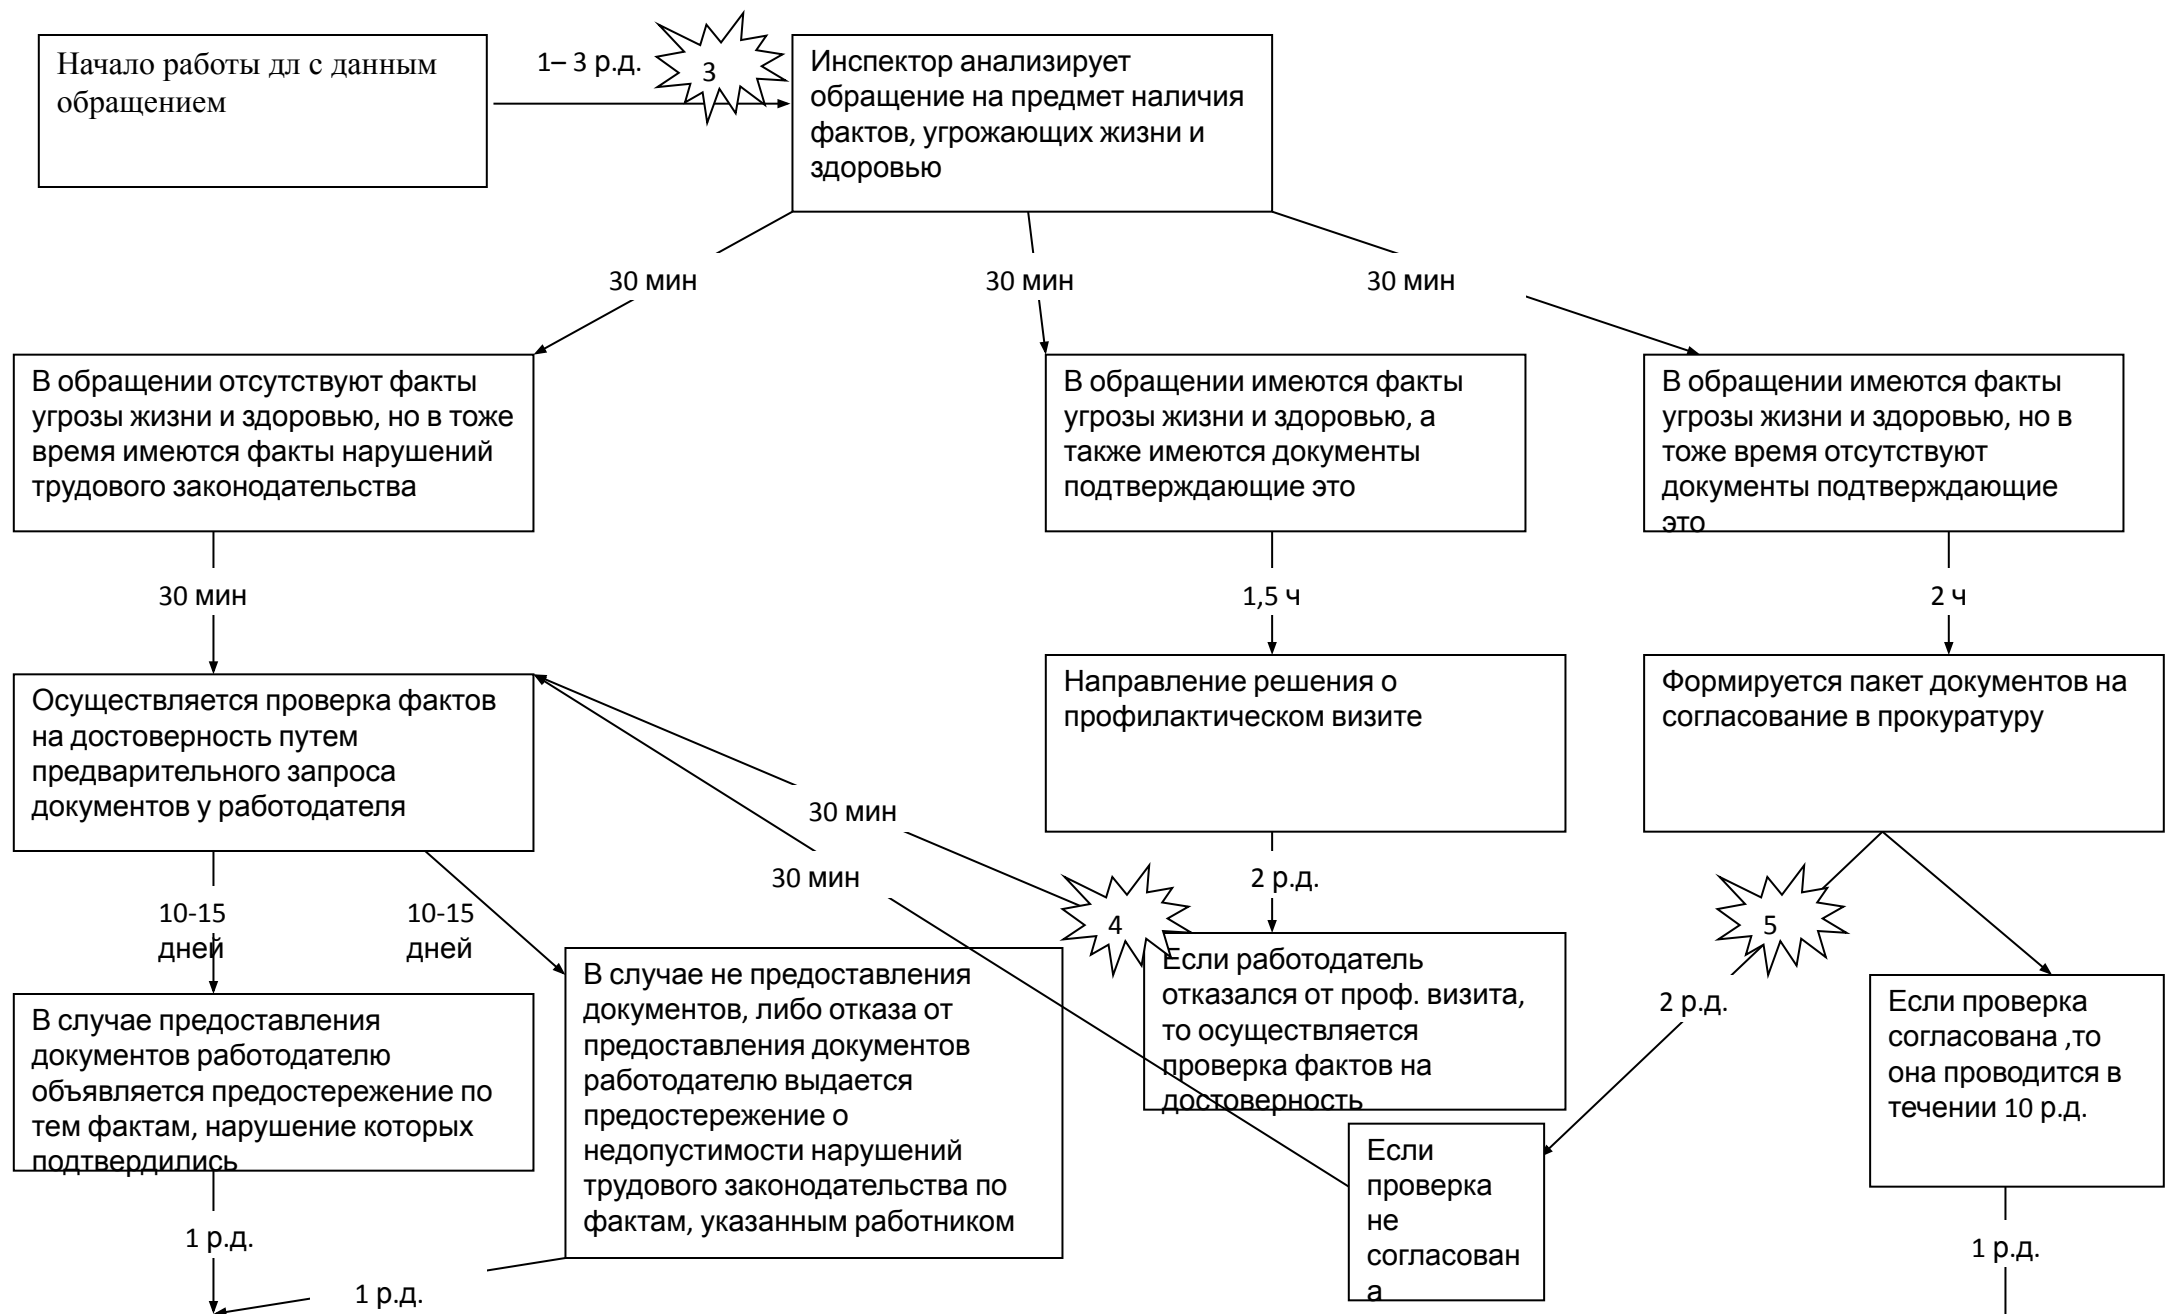 Начало работы дл с данным
обращением
1– 3 р.д.
3
Инспектор анализирует
обращение на предмет наличия
фактов, угрожающих жизни и
здоровью
30 мин
30 мин
30 мин
В обращении отсутствуют факты
угрозы жизни и здоровью, но в тоже
время имеются факты нарушений
трудового законодательства
В обращении имеются факты
угрозы жизни и здоровью, а
также имеются документы
подтверждающие это
В обращении имеются факты
угрозы жизни и здоровью, но в
тоже время отсутствуют
документы подтверждающие
это
30 мин
1,5 ч
2 ч
Осуществляется проверка фактов
на достоверность путем
предварительного запроса
документов у работодателя
Направление решения о
профилактическом визите
Формируется пакет документов на
согласование в прокуратуру
30 мин
30 мин
2 р.д.
10-15
дней
10-15
дней
4
5
2 р.д.
В случае предоставления
документов работодателю
объявляется предостережение по
тем фактам, нарушение которых
подтвердились
В случае не предоставления
документов, либо отказа от
предоставления документов
работодателю выдается
предостережение о
недопустимости нарушений
трудового законодательства по
фактам, указанным работником
Если работодатель
отказался от проф. визита,
то осуществляется
проверка фактов на
достоверность
Если
проверка
не
согласован
а
Если проверка
согласована ,то
она проводится в
течении 10 р.д.
1 р.д.
1 р.д.
1 р.д.